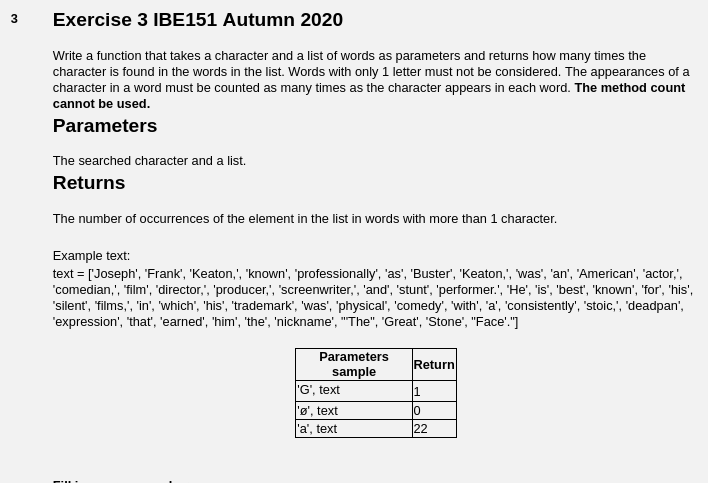 3
Exercise 3 IBE151 Autumn 2020
Write a function that takes a character and a list of words as parameters and returns how many times the
character is found in the words in the list. Words with only 1 letter must not be considered. The appearances of a
character in a word must be counted as many times as the character appears in each word. The method count
cannot be used.
Parameters
The searched character and a list.
Returns
The number of occurrences of the element in the list in words with more than 1 character.
Example text:
text = ['Joseph', 'Frank', 'Keaton,', 'known', 'professionally', 'as', 'Buster', 'Keaton,', 'was', 'an', 'American', 'actor,',
'comedian,', 'film', 'director,', 'producer,', 'screenwriter,', 'and', 'stunt', 'performer.', 'He', 'is', 'best', 'known', 'for', 'his',
'silent', 'films,', 'in', 'which', 'his', 'trademark', 'was', 'physical', 'comedy', 'with', 'a', 'consistently', 'stoic,', 'deadpan',
'expression', 'that', 'earned', 'him', 'the', 'nickname', '"'The", 'Great', 'Stone', "Face'."]
Parameters
sample
Return
'G', text
1
'ø', text
0
'a', text
22